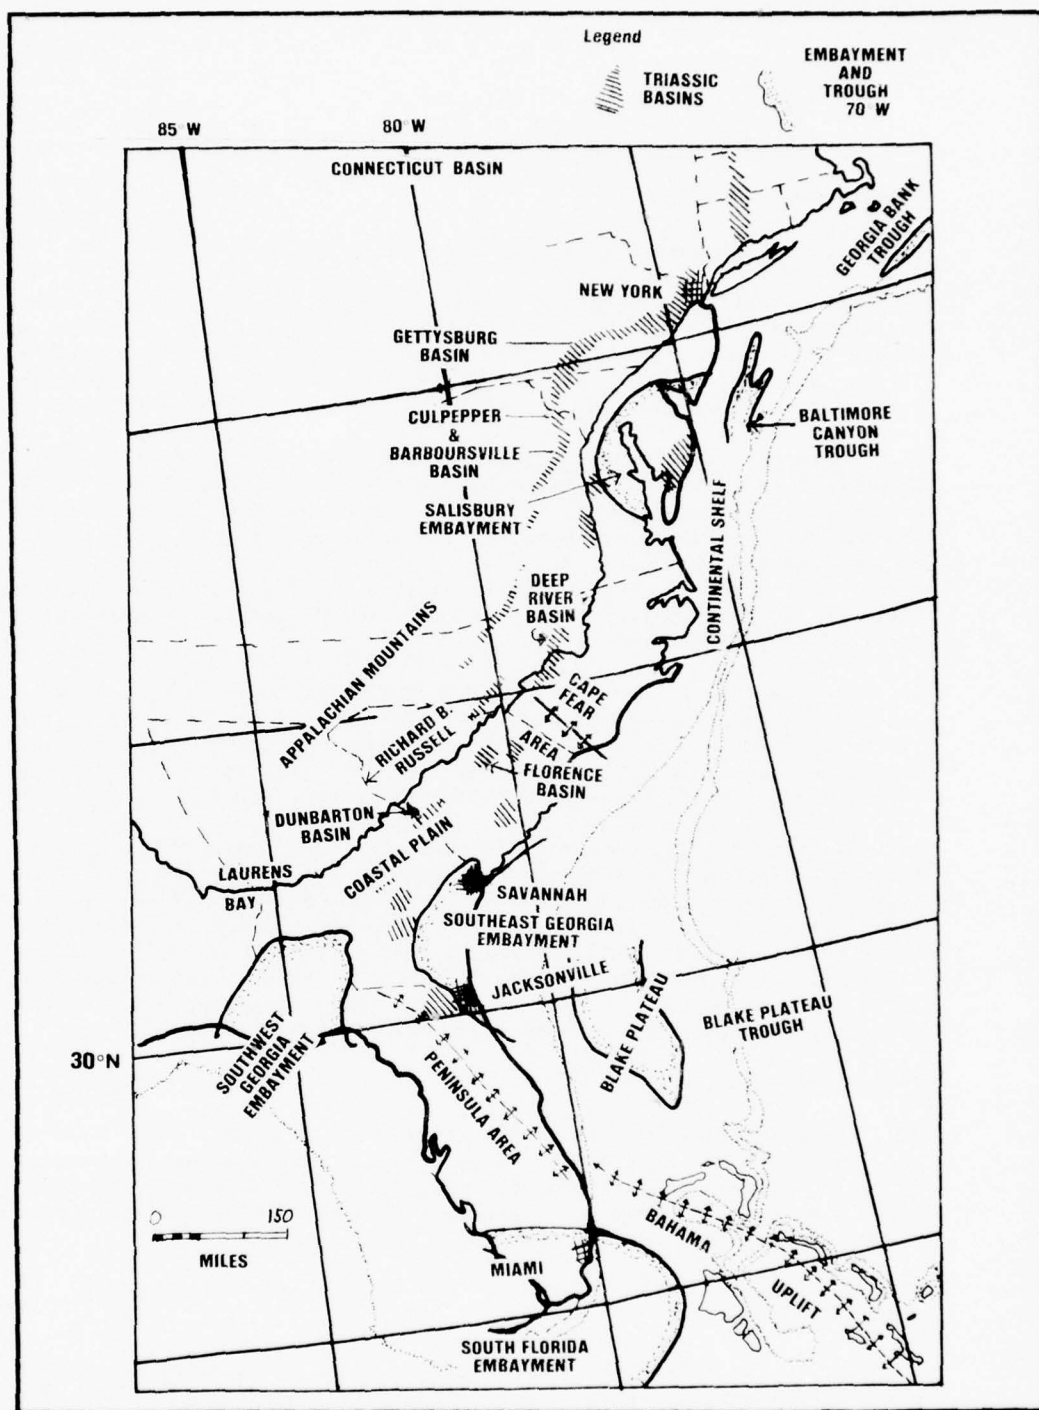 Legend
TRIASSIC
BASINS
EMBAYMENT
AND
TROUGH
70 W
85 W
80 W
CONNECTICUT BASIN
GEORGIA BANK
TROUGH
NEW YORK
GETTYSBURG
BASIN
CULPEPPER
&
BARBOURSVILLE
BASIN
BALTIMORE
CANYON
TROUGH
SALISBURY
EMBAYMENT
CONTINENTAL SHELF
DEEP
RIVER
BASIN
APPALACHIAN MOUNTAINS
CAPE
FEAR
AREA
RICHARD B.
RUSSELL
FLORENCE
BASIN
DUNBARTON
BASIN
COASTAL PLAIN
LAURENS
BAY
SAVANNAH
SOUTHEAST GEORGIA
EMBAYMENT
JACKSONVILLE
BLAKE PLATEAU
BLAKE PLATEAU
TROUGH
30°N
SOUTHWEST
GEORGIA
EMBAYMENT
PENINSULA AREA
0 150
MILES
BAHAMA
UPLIFT
MIAMI
SOUTH FLORIDA
EMBAYMENT